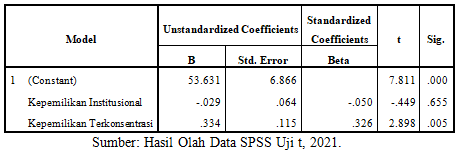 Model Unstandardized Coefficients Standardized Coefficients t Sig.
B Std. Error Beta
1 (Constant) 53.631 6.866 7.811 .000
Kepemilikan Institusional -.029 .064 -.050 -.449 .655
Kepemilikan Terkonsentrasi .334 .115 .326 2.898 .005
Sumber: Hasil Olah Data SPSS Uji t, 2021.